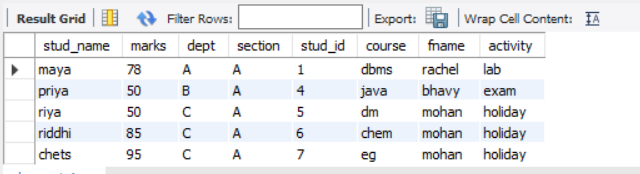 Result Grid Filter Rows: Export: Wrap Cell Content: IA
stud_name marks dept section stud_id course fname activity
maya 78 A A 1 dbms rachel lab
priya 50 B A 4 java bhavy exam
riya 50 C A 5 dm mohan holiday
riddhi 85 C A 6 chem mohan holiday
chets 95 C A 7 eg mohan holiday